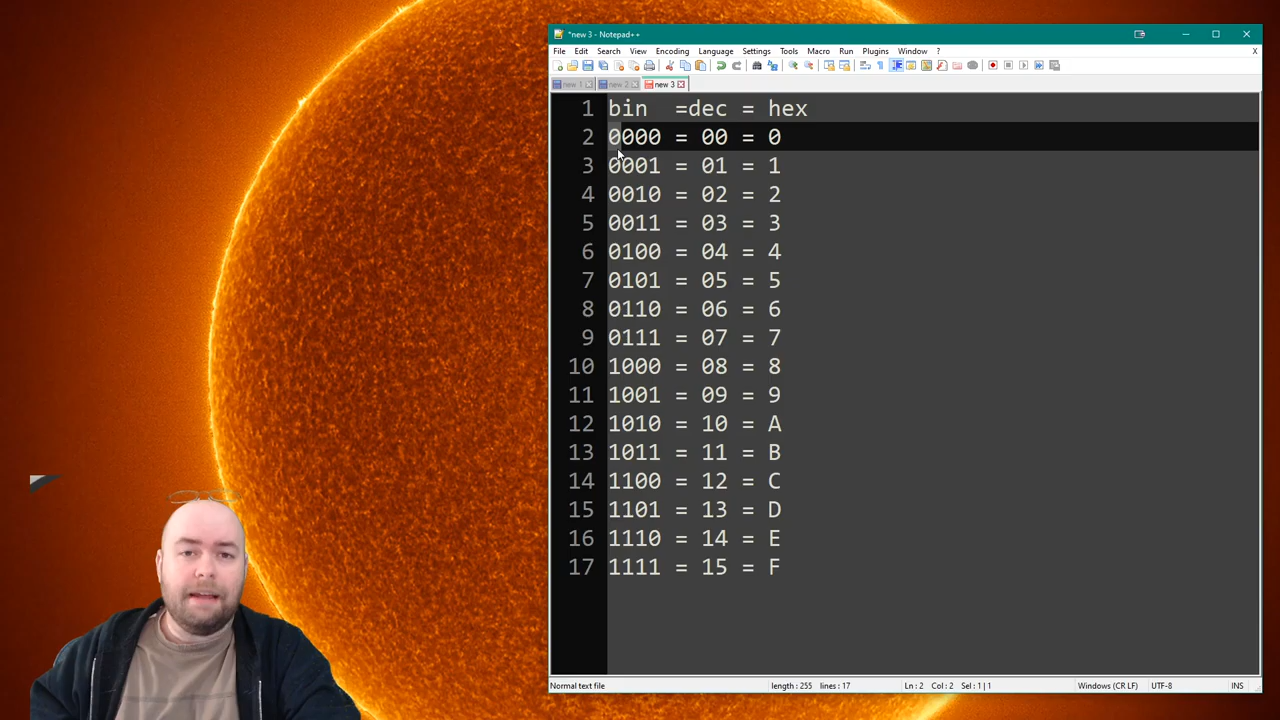 *new 3 - Notepad++
File Edit Search View Encoding Language Settings Tools Macro Run Plugins Window ? X
new 1 new 2 new 3
1 bin  =dec = hex
2 0000 = 00 = 0
3 0001 = 01 = 1
4 0010 = 02 = 2
5 0011 = 03 = 3
6 0100 = 04 = 4
7 0101 = 05 = 5
8 0110 = 06 = 6
9 0111 = 07 = 7
10 1000 = 08 = 8
11 1001 = 09 = 9
12 1010 = 10 = A
13 1011 = 11 = B
14 1100 = 12 = C
15 1101 = 13 = D
16 1110 = 14 = E
17 1111 = 15 = F
Normal text file length : 255 lines : 17 Ln : 2 Col : 2 Sel : 1 | 1 Windows (CR LF) UTF-8 INS